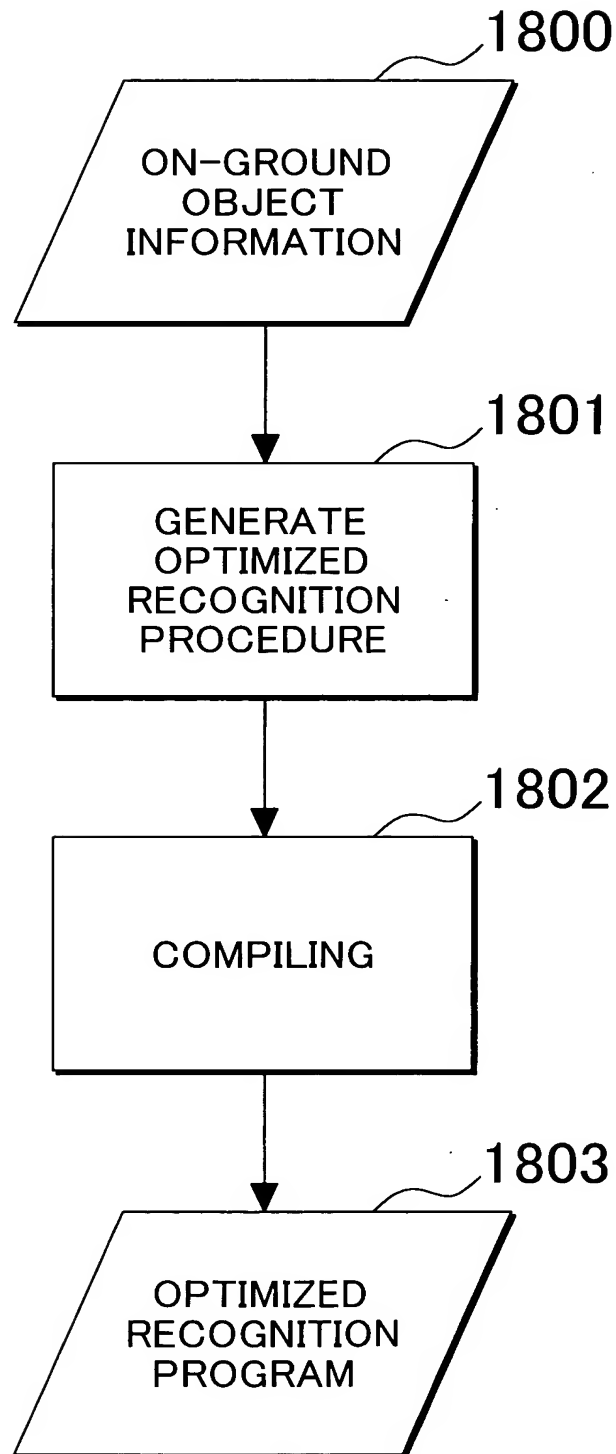 1800
ON-GROUND
OBJECT
INFORMATION
1801
GENERATE
OPTIMIZED
RECOGNITION
PROCEDURE
1802
COMPILING
1803
OPTIMIZED
RECOGNITION
PROGRAM